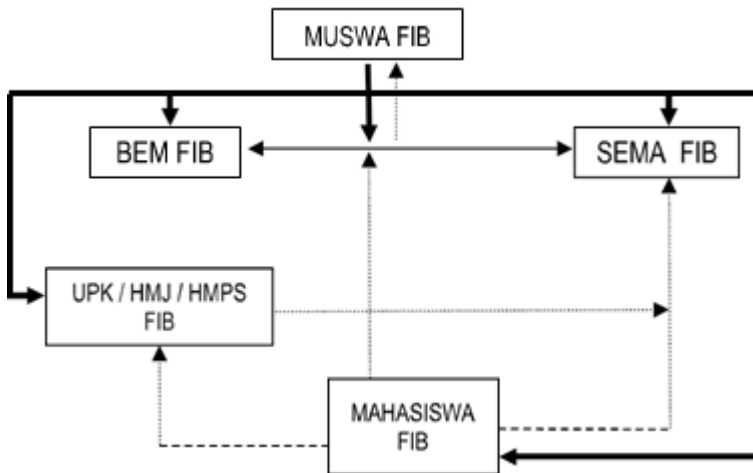 MUSWA FIB
BEM FIB
SEMA FIB
UPK / HMJ / HMPS
FIB
MAHASISWA
FIB